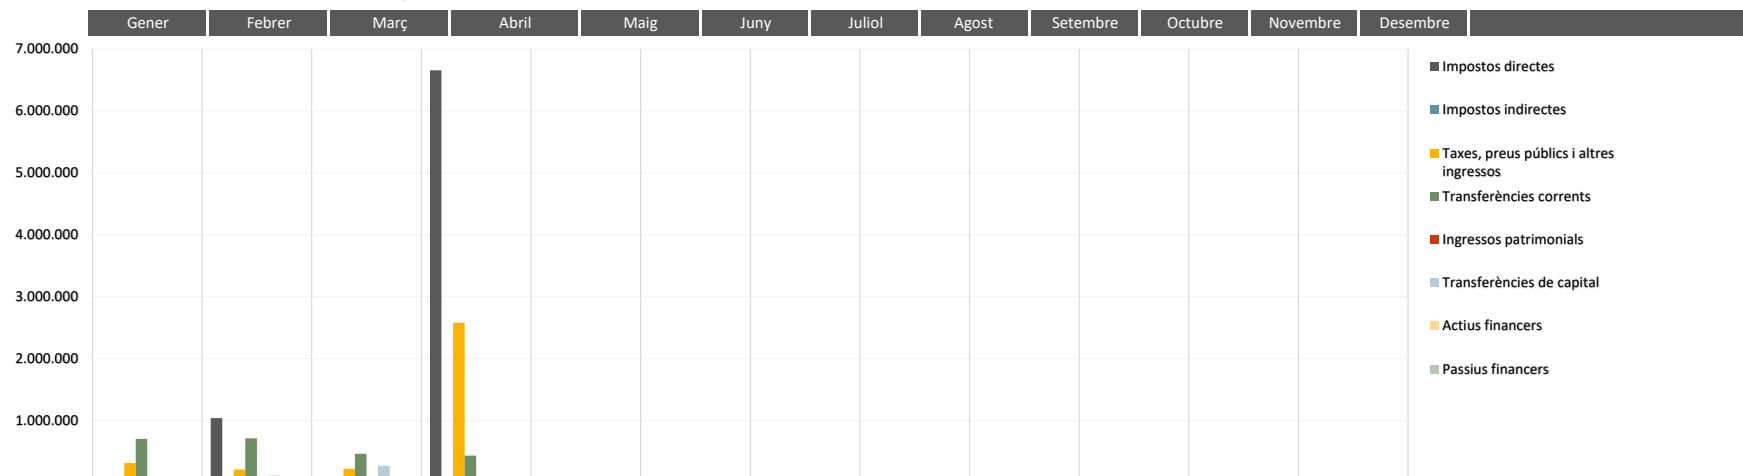 Gener Febrer Març Abril Maig Juny Juliol Agost Setembre Octubre Novembre Desembre
7.000.000
6.000.000
5.000.000
4.000.000
3.000.000
2.000.000
1.000.000
Impostos directes
Impostos indirectes
Taxes, preus públics i altres
ingressos
Transferències corrents
Ingressos patrimonials
Transferències de capital
Actius financers
Passius financers